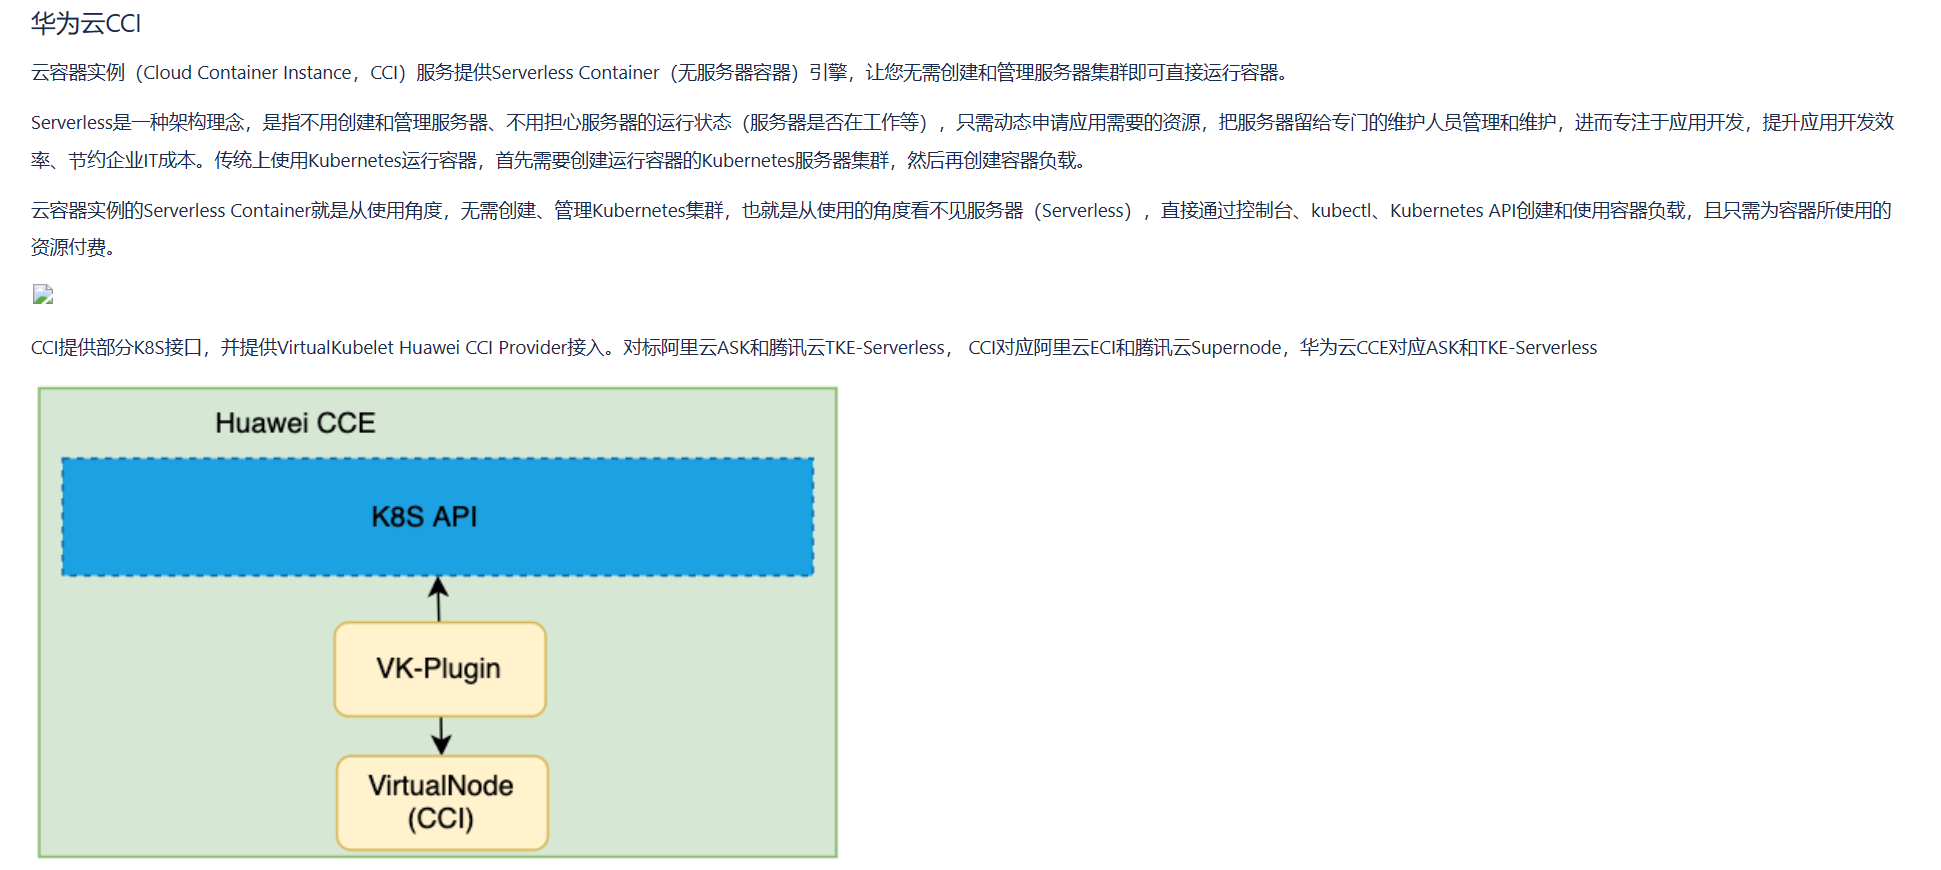 华为云CCI
云容器实例（Cloud Container Instance，CCI）服务提供Serverless Container（无服务器容器）引擎，让您无需创建和管理服务器集群即可直接运行容器。
Serverless是一种架构理念，是指不用创建和管理服务器、不用担心服务器的运行状态（服务器是否在工作等），只需动态申请应用需要的资源，把服务器留给专门的维护人员管理和维护，进而专注于应用开发，提升应用开发效
率、节约企业IT成本。传统上使用Kubernetes运行容器，首先需要创建运行容器的Kubernetes服务器集群，然后再创建容器负载。
云容器实例的Serverless Container就是从使用角度，无需创建、管理Kubernetes集群，也就是从使用的角度看不见服务器（Serverless），直接通过控制台、kubectl、Kubernetes API创建和使用容器负载，且只需为容器所使用的
资源付费。
CCI提供部分K8S接口，并提供VirtualKubelet Huawei CCI Provider接入。对标阿里云ASK和腾讯云TKE-Serverless， CCI对应阿里云ECI和腾讯云Supernode，华为云CCE对应ASK和TKE-Serverless
Huawei CCE
K8S API
VK-Plugin
VirtualNode
(CCI)